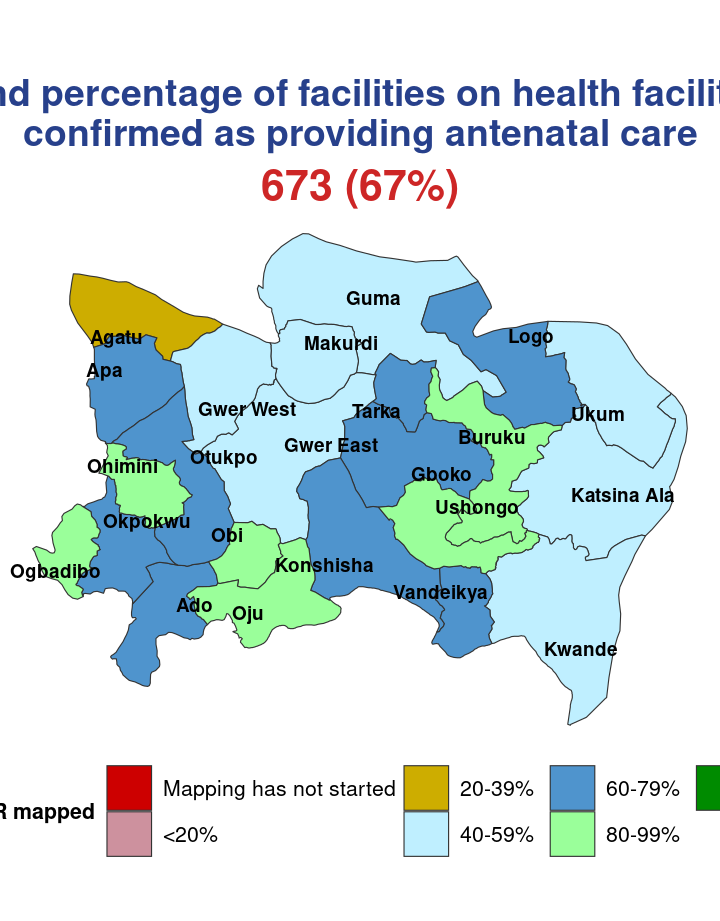 percentage of facilities on health
confirmed as providing antenatal care
673 (67%)
Guma
Agatu
Makurdi
Logo
Apa
Gwer West
Tarka
Ukum
Buruku
Gwer East
Otukpo
Ohimini
Gboko
Katsina Ala
Ushongo
Okpokwu
Obi
Konshisha
Ogbadibo
Vandeikya
Ado
Oju
Kwande
Mapping has not started
20-39%
60-79%
mapped
<20%
40-59%
80-99%